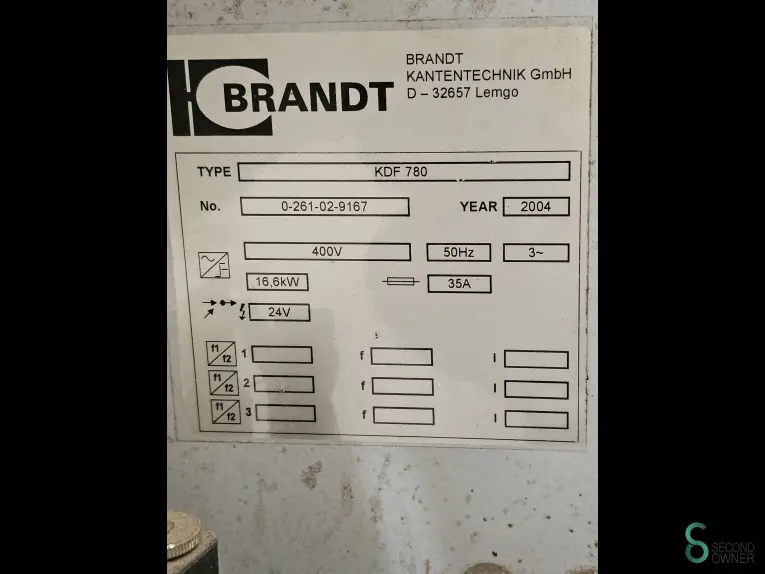 BRANDT
BRANDT
KANTENTECHNIK GmbH
D – 32657 Lemgo
TYPE KDF 780
No. 0-261-02-9167 YEAR 2004
400V 50Hz 3~
16,6kW 35A
24V
f1 f2 1 f I
f1 f2 2 f I
f1 f2 3 f I
SECOND
OWNER